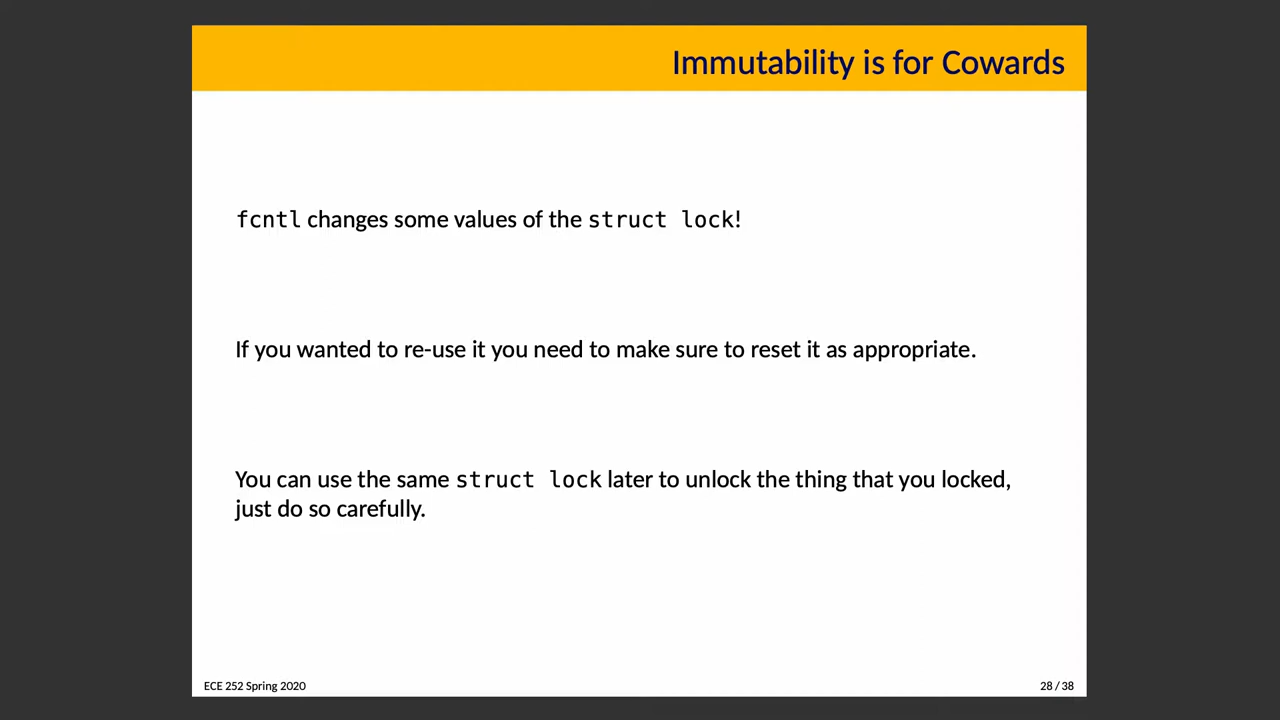 Immutability is for Cowards
fcntl changes some values of the struct lock!
If you wanted to re-use it you need to make sure to reset it as appropriate.
You can use the same struct lock later to unlock the thing that you locked,
just do so carefully.
ECE 252 Spring 2020
28 / 38